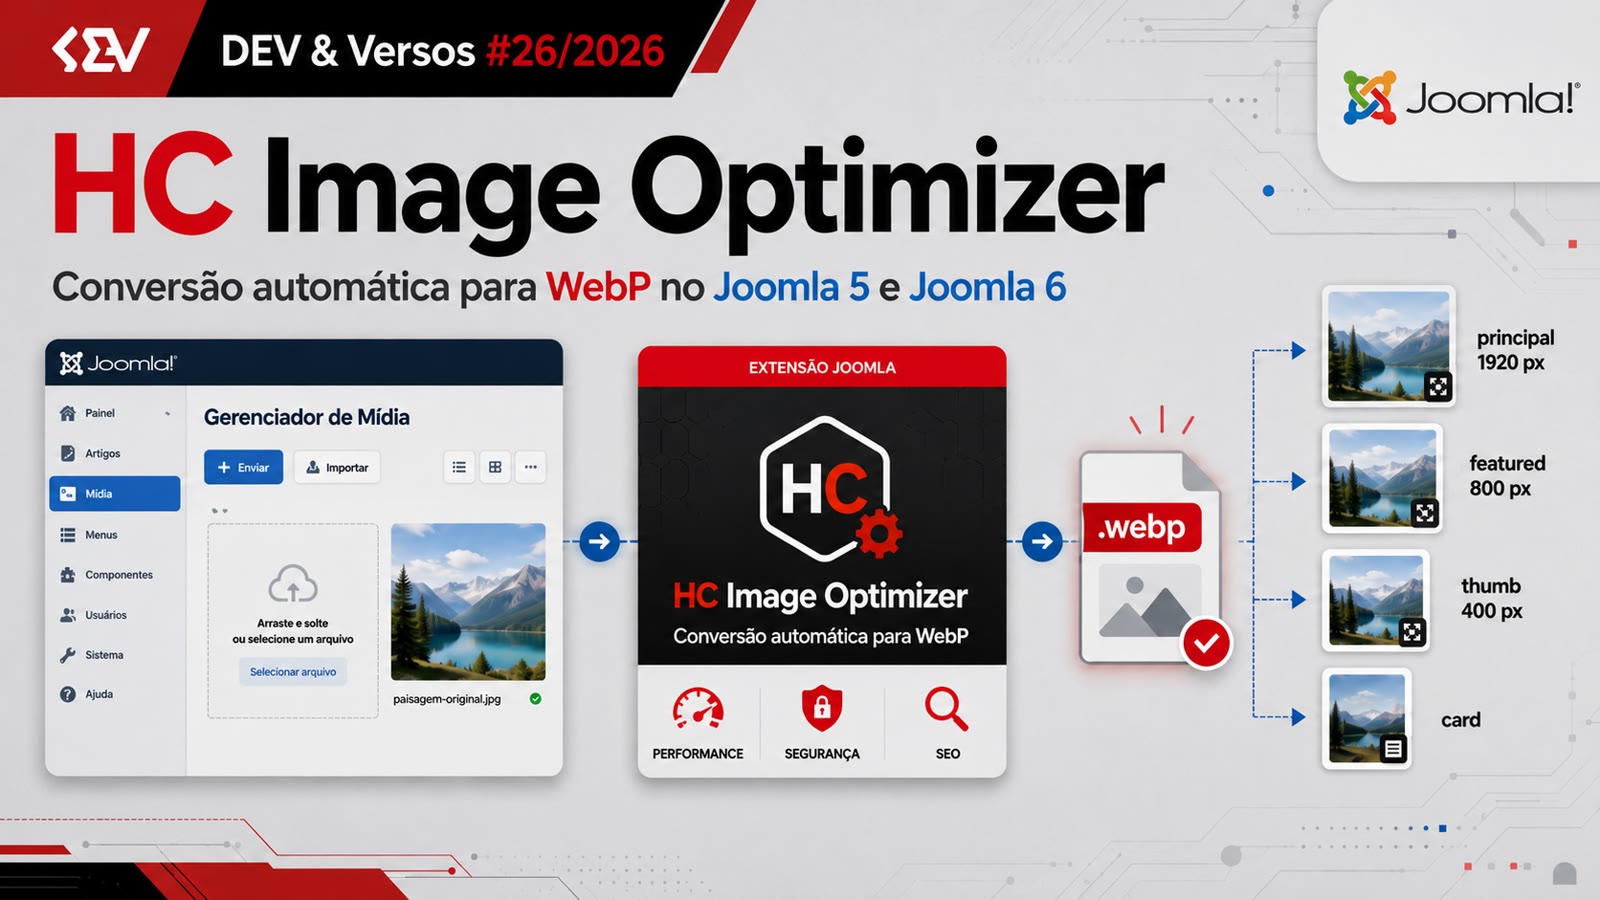 SEV
DEV & Versos #26/2026
Joomla!®
HC Image Optimizer
Conversão automática para WebP no Joomla 5 e Joomla 6
Joomla!®
Painel
Artigos
Mídia
Menus
Componentes
Usuários
Sistema
Ajuda
Gerenciador de Mídia
+ Enviar
Importar
Arraste e solte
ou selecione um arquivo
Selecionar arquivo
paisagem-original.jpg
EXTENSÃO JOOMLA
HC
HC Image Optimizer
Conversão automática para WebP
PERFORMANCE
SEGURANÇA
SEO
.webp
principal
1920 px
featured
800 px
thumb
400 px
card